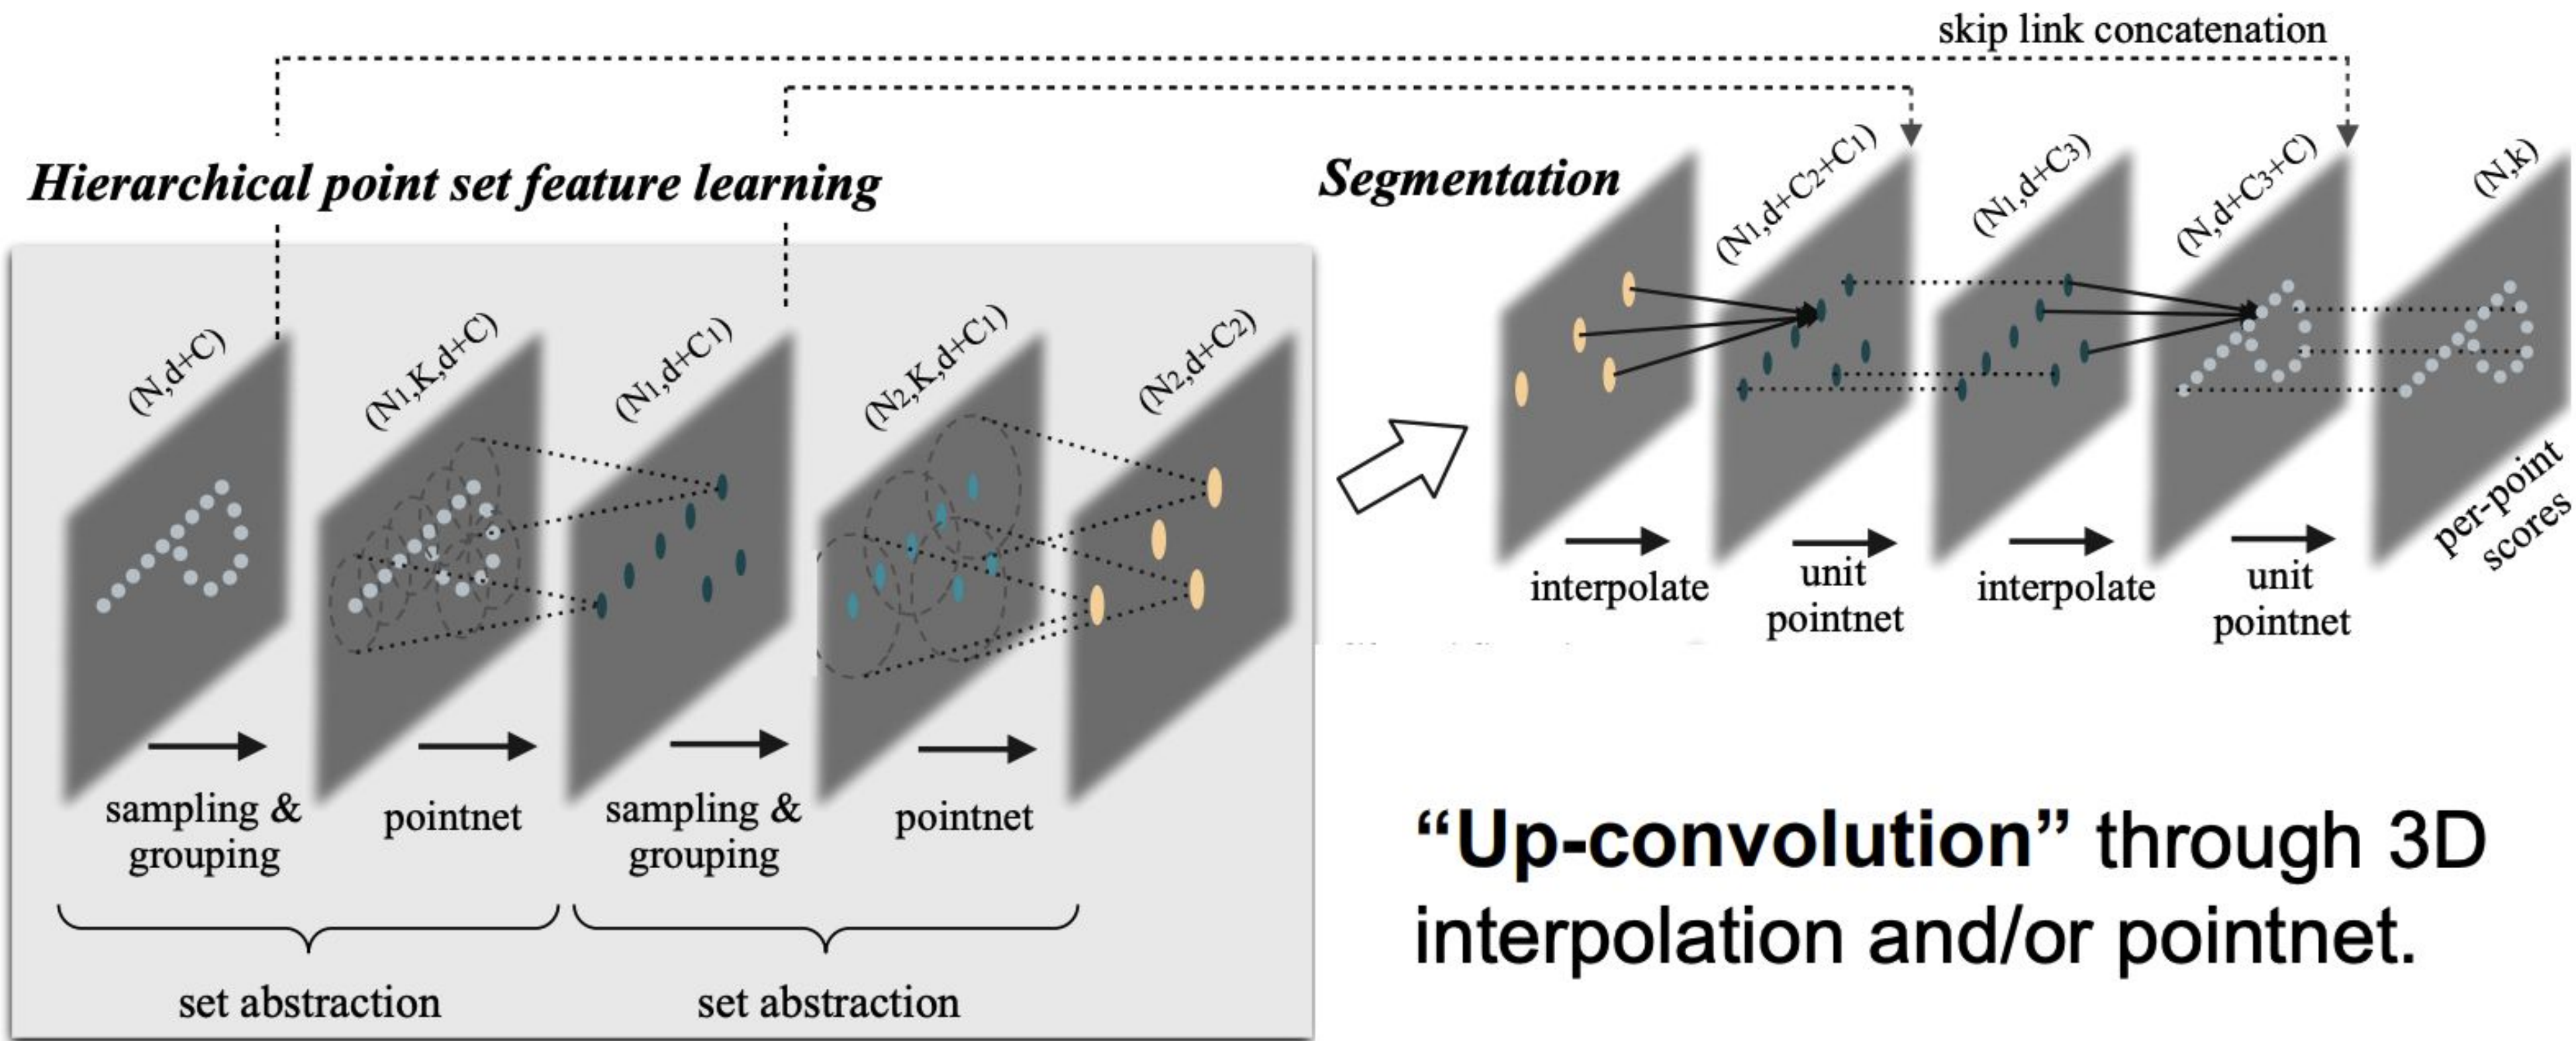 skip link concatenation
Hierarchical point set feature learning
Segmentation
(N,d+C)
(N1,K,d+C)
(N1,d+C1)
(N2,K,d+C1)
(N2,d+C2)
(N1,d+C2+C1)
(N1,d+C3)
(N,d+C3+C)
(N,k)
per-point
scores
interpolate
unit
pointnet
interpolate
unit
pointnet
sampling &
grouping
pointnet
sampling &
grouping
pointnet
set abstraction
set abstraction
“Up-convolution” through 3D
interpolation and/or pointnet.